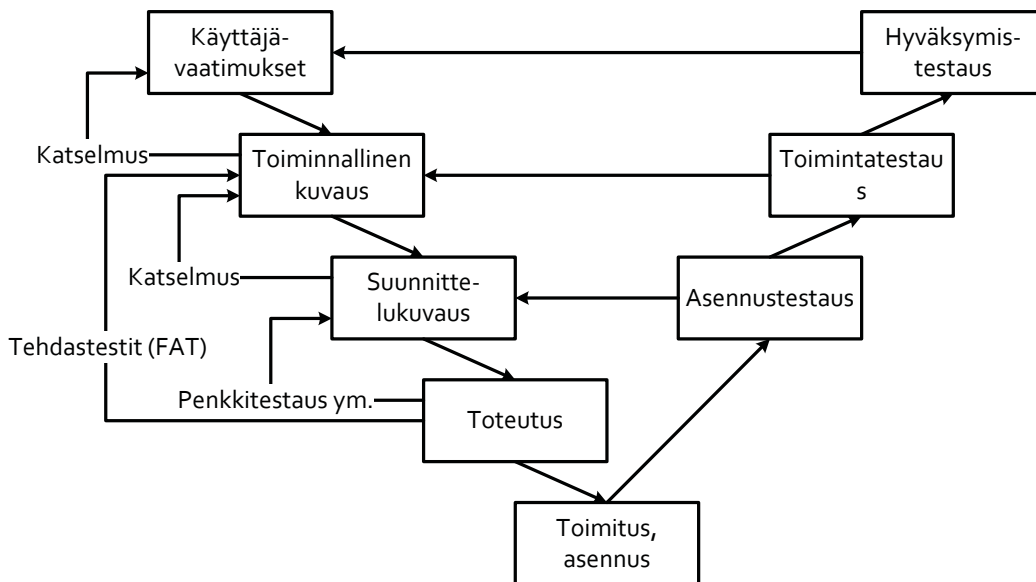 Käyttäjä-
vaatimukset
Hyväksymis-
testaus
Katselmus
Toiminnallinen
kuvaus
Toimintatestau
s
Katselmus
Suunnitte-
lukuvaus
Asennustestaus
Tehdastestit (FAT)
Penkkitestaus ym.
Toteutus
Toimitus,
asennus